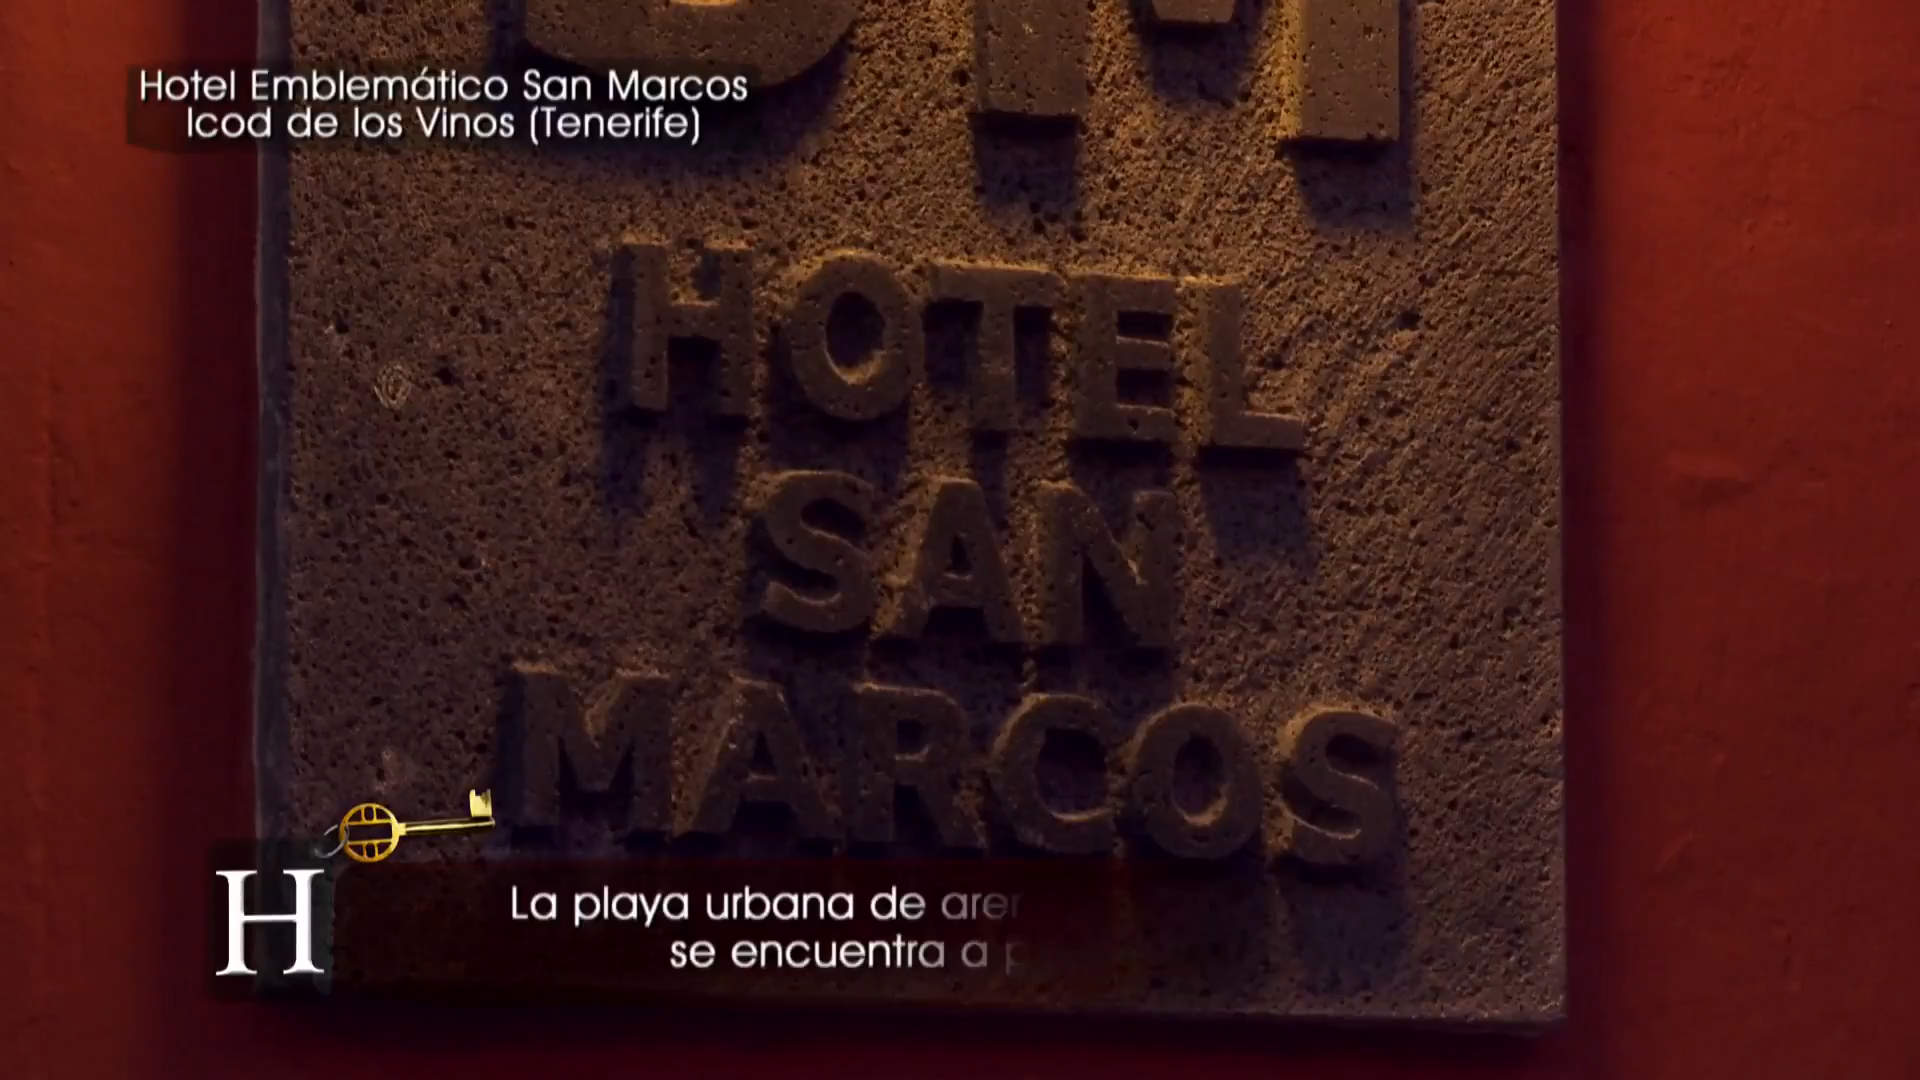 Hotel Emblemático San Marcos
Icod de los Vinos (Tenerife)
HOTEL
SAN
MARCOS
H
La playa urbana de
se encuentra a